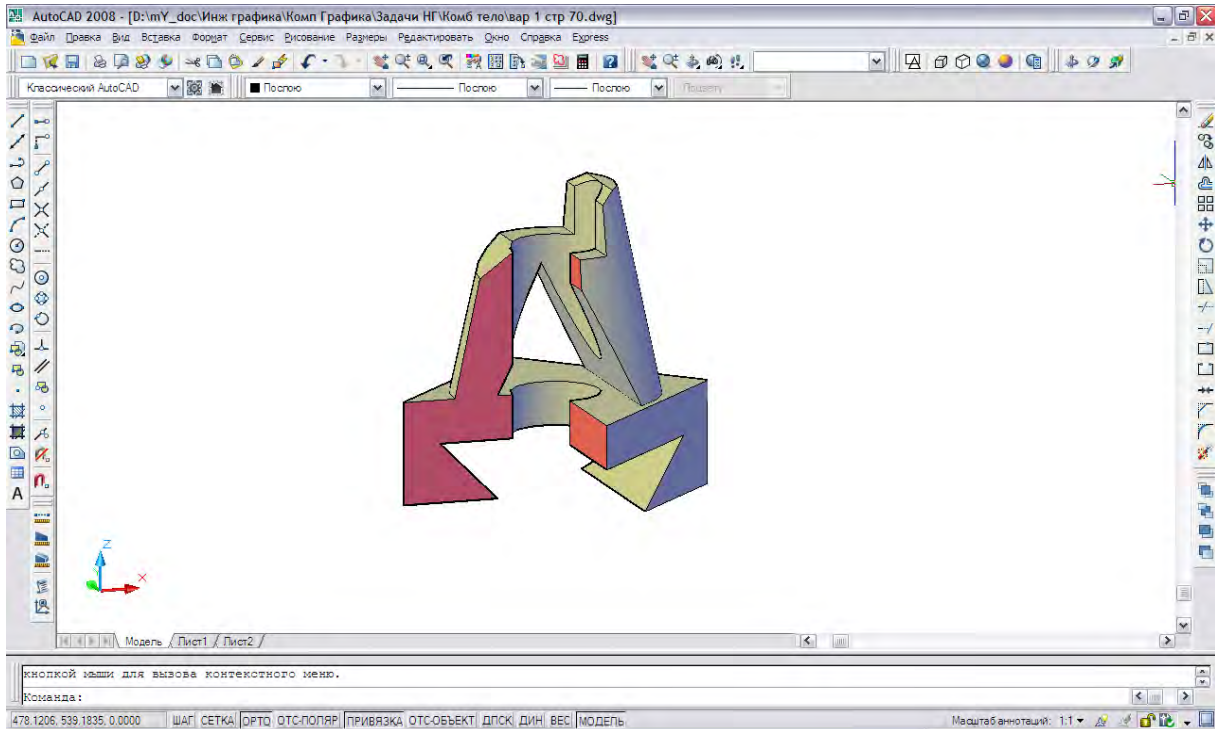 AutoCAD 2008 - [D:\mY_doc\Инж графика\Комп Графика\Задачи НГ\Комб тело\вар 1 стр 70.dwg]
Файл Правка Вид Вставка Формат Сервис Рисование Размеры Редактировать Окно Справка Express
Классический AutoCAD Послою Послою Послою
Z
X
Модель Лист1 Лист2
кнопкой мыши для вызова контекстного меню.
Команда:
478.1206, 539.1835, 0.0000 ШАГ СЕТКА ОРТО ОТС-ПОЛЯР ПРИВЯЗКА ОТС-ОБЪЕКТ ДПСК ДИН ВЕС МОДЕЛЬ Масштаб аннотаций: 1:1